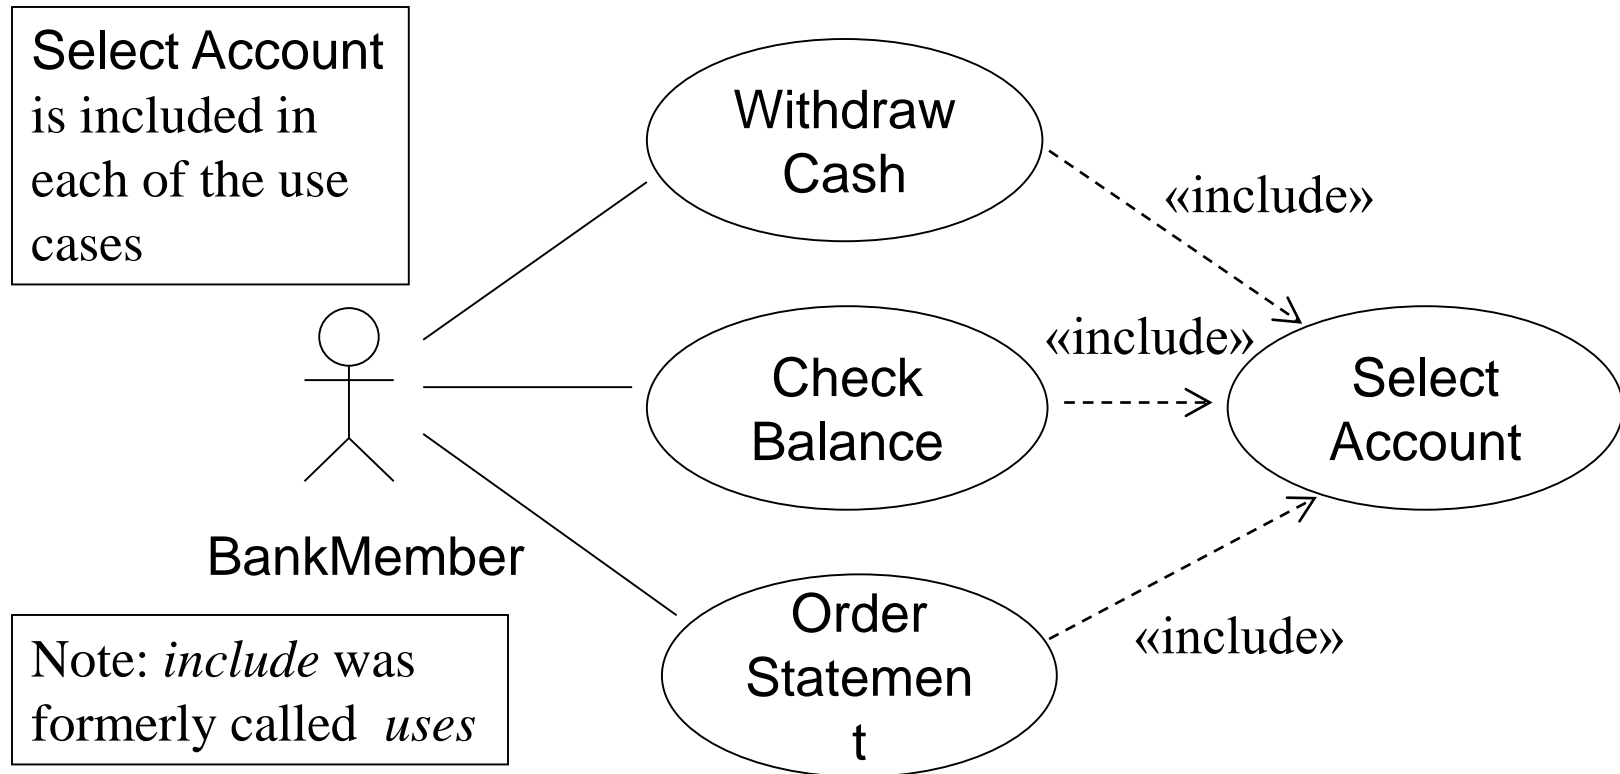 Select Account
is included in
each of the use
cases
Withdraw
Cash
«include»
Check
Balance
«include»
Select
Account
BankMember
Order
Statemen
t
«include»
Note: include was
formerly called uses